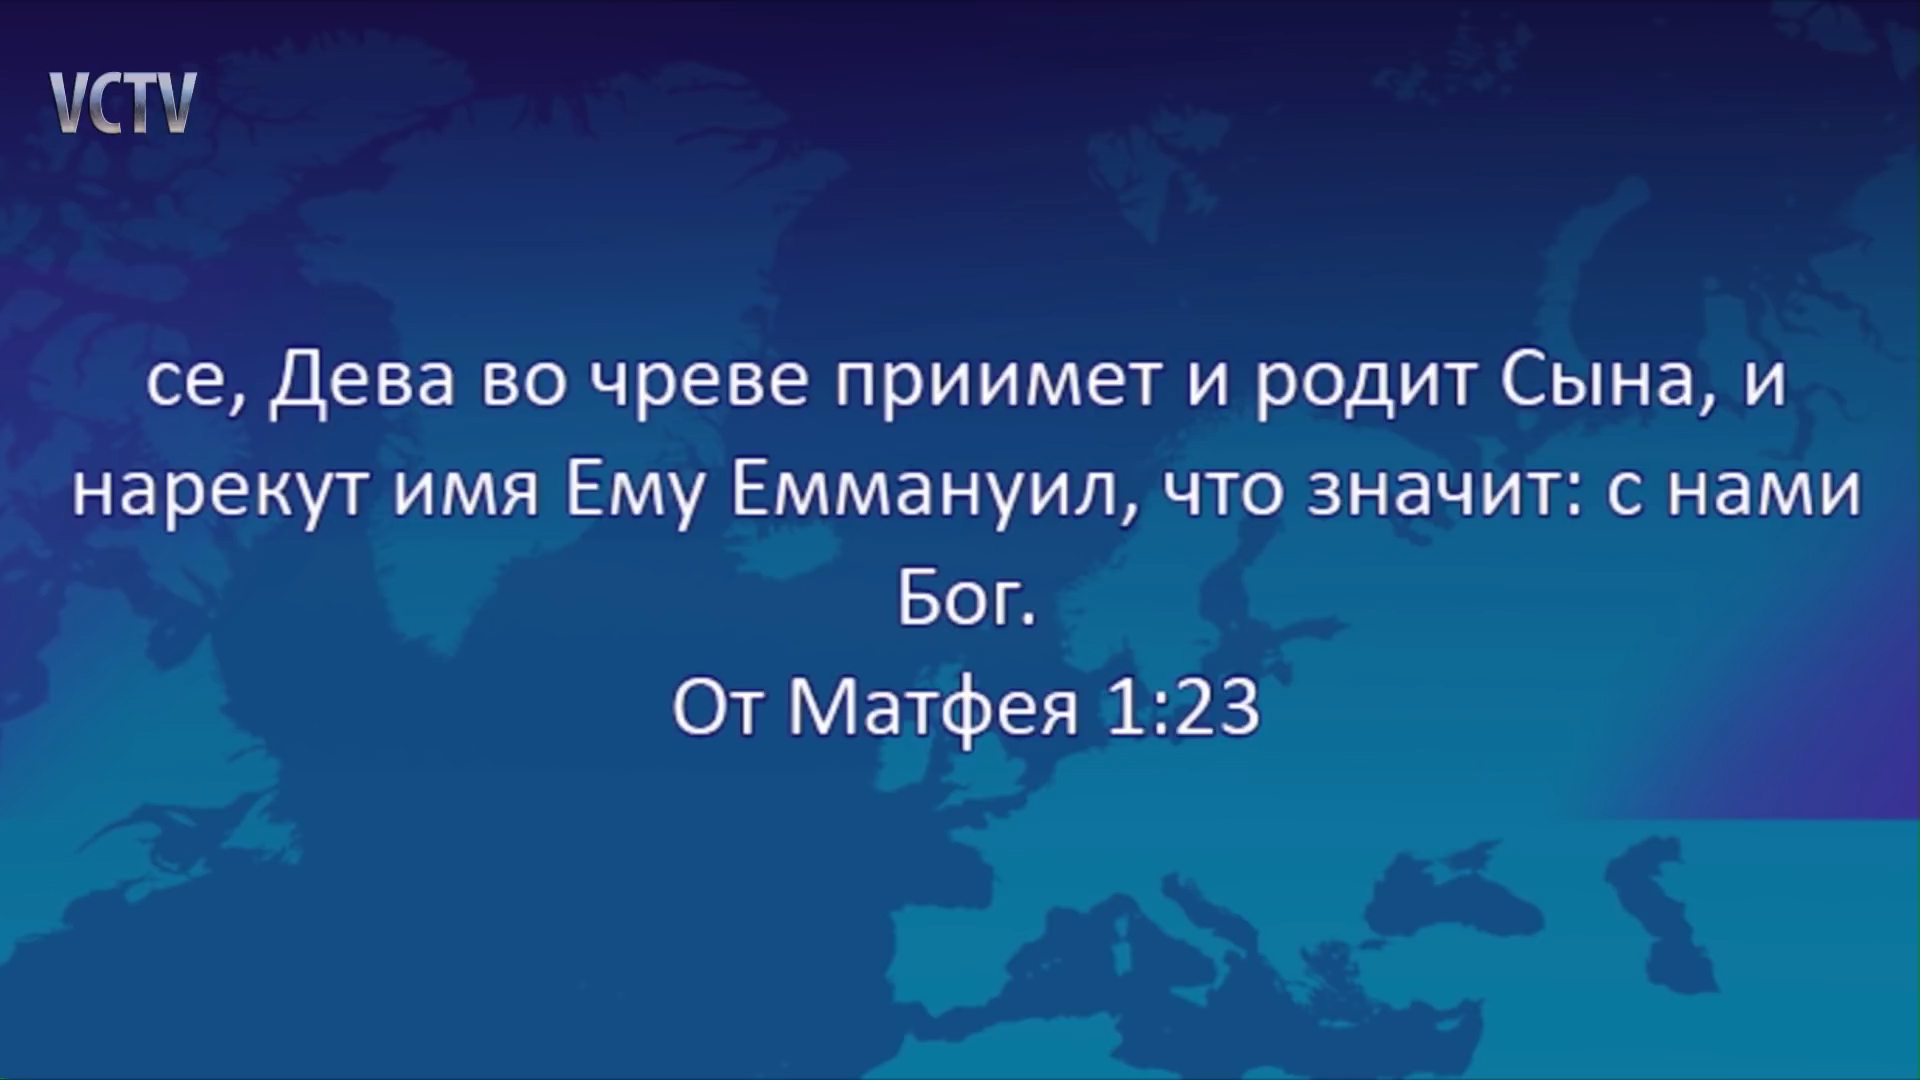 VCTV
се, Дева во чреве приимет и родит Сына, и
нарекут имя Ему Еммануил, что значит: с нами
Бог.
От Матфея 1:23